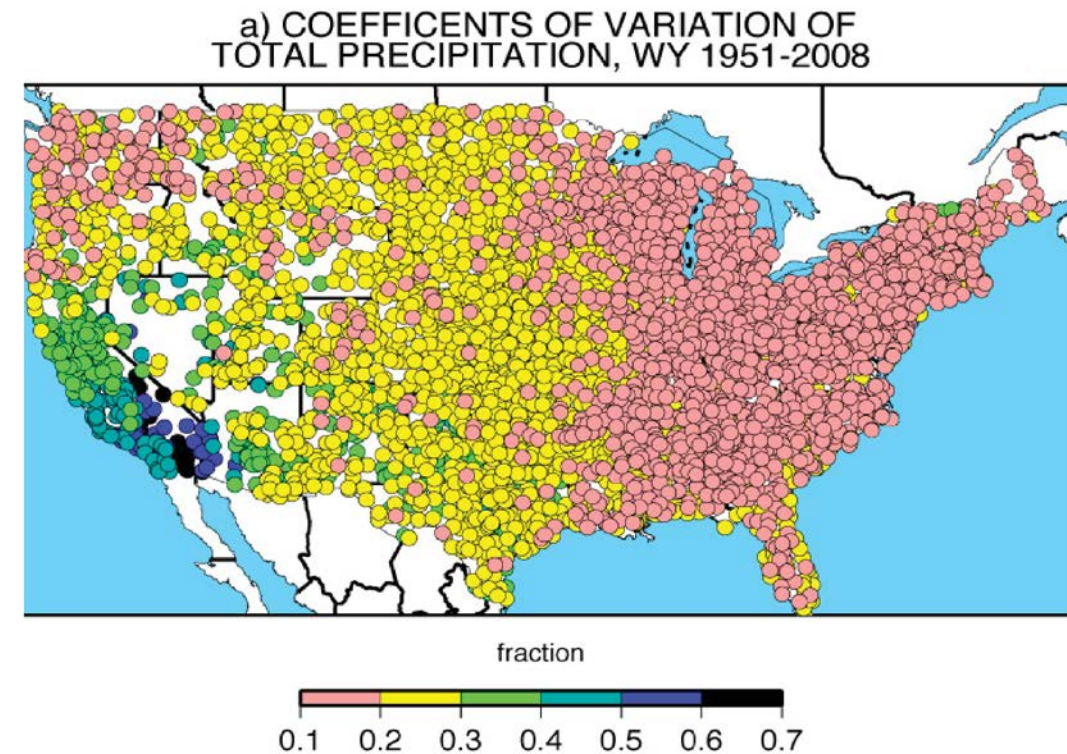 a) COEFFICENTS OF VARIATION OF
TOTAL PRECIPITATION, WY 1951-2008
fraction
0.1 0.2 0.3 0.4 0.5 0.6 0.7